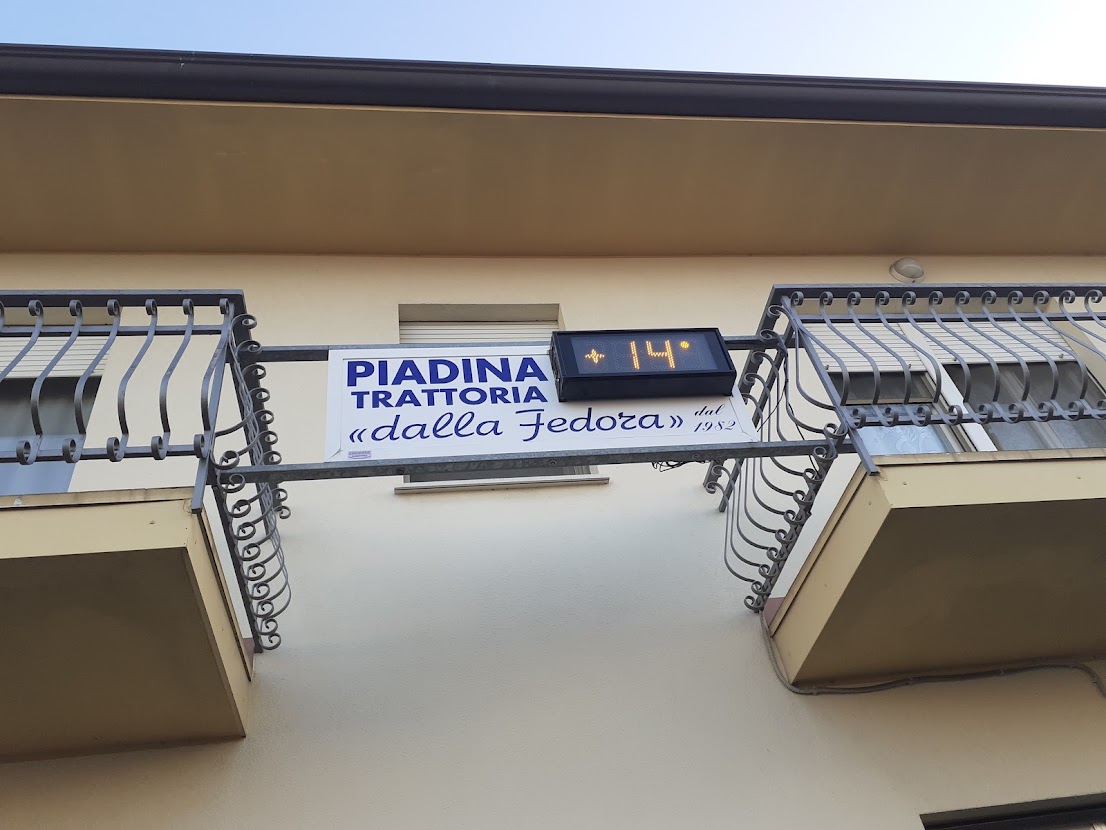 PIADINA
TRATTORIA
«dalla Fedora» dal 1982
+14°